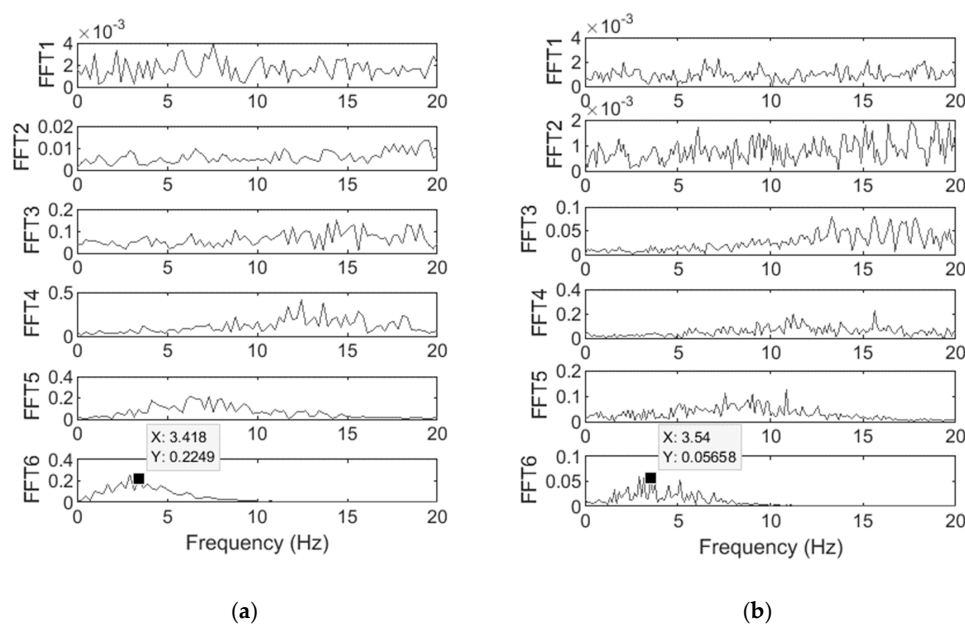 ×10⁻³
FFT1
4
2
0
0 5 10 15 20
FFT2
0.02
0.01
0
0 5 10 15 20
FFT3
0.2
0.1
0
0 5 10 15 20
FFT4
0.5
0
0 5 10 15 20
FFT5
0.4
0.2
0
0 5 10 15 20
X: 3.418
Y: 0.2249
FFT6
0.4
0.2
0
0 5 10 15 20
Frequency (Hz)
(a)
×10⁻³
FFT1
4
2
0
0 5 10 15 20
×10⁻³
FFT2
2
1
0
0 5 10 15 20
FFT3
0.1
0.05
0
0 5 10 15 20
FFT4
0.4
0.2
0
0 5 10 15 20
FFT5
0.2
0.1
0
0 5 10 15 20
X: 3.54
Y: 0.05658
FFT6
0.1
0.05
0
0 5 10 15 20
Frequency (Hz)
(b)